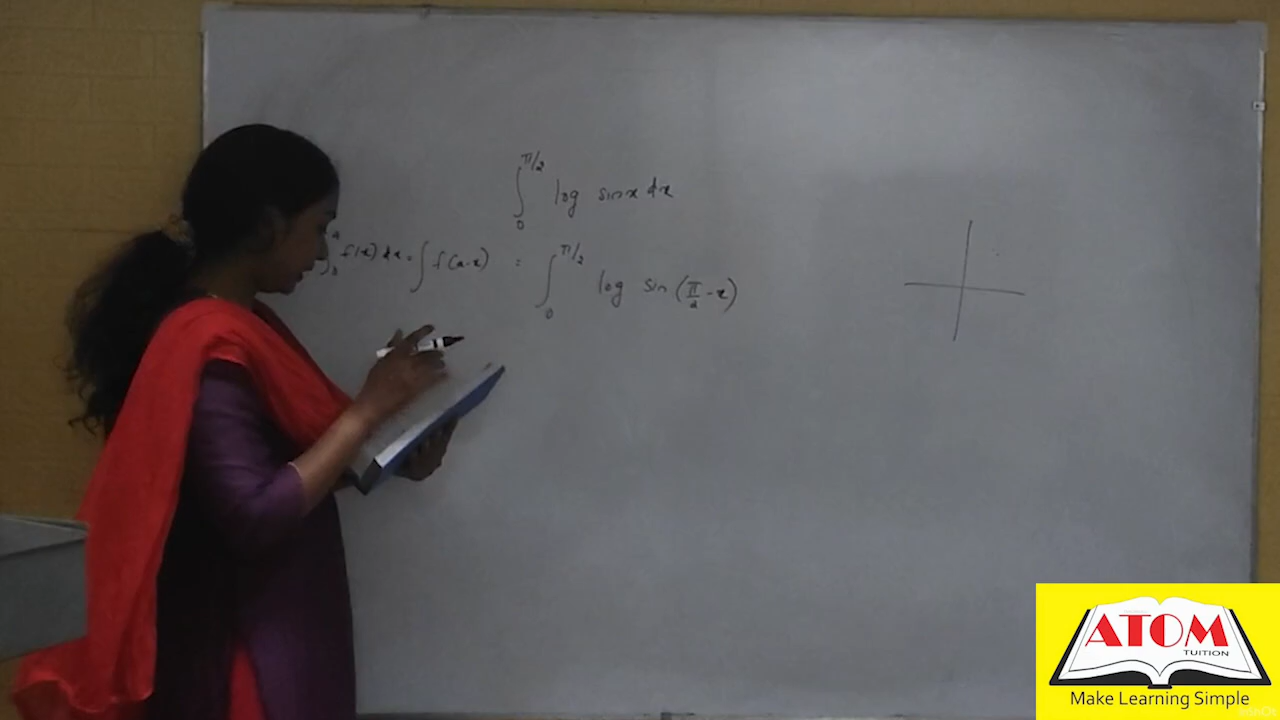 ∫₀^π/2 log sinx dx
∫₀^a f(x) dx = ∫ f(a-x) = ∫₀^π/2 log sin (π/2 - x)
ATOM
TUITION
Make Learning Simple